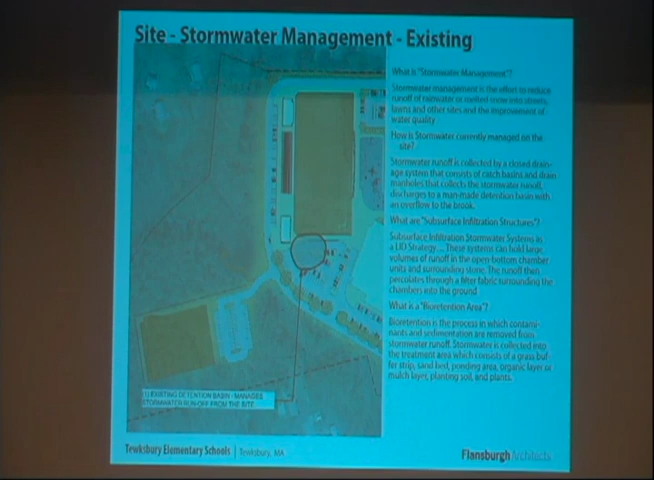 Site - Stormwater Management - Existing
What is "Stormwater Management"?
Stormwater management is the effort to reduce
runoff of rainwater or melted snow into streets,
lawns and other sites and the improvement of
water quality
How is Stormwater currently managed on the
site?
Stormwater runoff is collected by a closed drain-
age system that consists of catch basins and drain
manholes that collects the stormwater runoff,
discharges to a man-made detention basin with
an overflow to the brook.
What are "Subsurface Infiltration Structures"?
Subsurface Infiltration Stormwater Systems is
a LID Strategy... These systems can hold large
volumes of runoff in the open-bottom chamber
units and surrounding stone. The runoff then
percolates through a filter fabric surrounding the
chambers into the ground
What is a "Bioretention Area"?
Bioretention is the process in which contami-
nants and sedimentation are removed from
stormwater runoff. Stormwater is collected into
the treatment area which consists of a grass buf-
fer strip, sand bed, ponding area, organic layer or
mulch layer, planting soil, and plants.
(1) EXISTING DETENTION BASIN - MANAGES
STORMWATER RUN-OFF FROM THE SITE
Tewksbury Elementary Schools | Tewksbury, MA
Flansburgh Architects